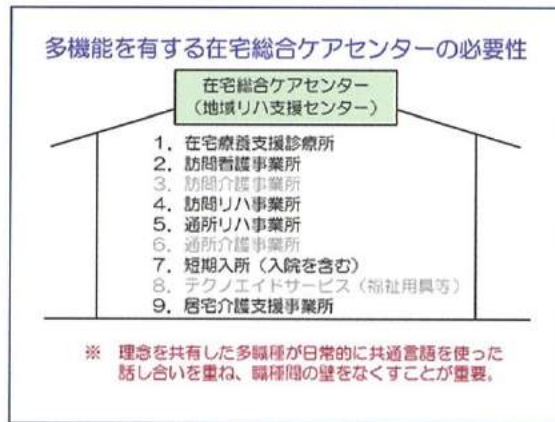 多機能を有する在宅総合ケアセンターの必要性
在宅総合ケアセンター
（地域リハ支援センター）
1．在宅療養支援診療所
2．訪問看護事業所
3．訪問介護事業所
4．訪問リハ事業所
5．通所リハ事業所
6．通所介護事業所
7．短期入所（入院を含む）
8．テクノエイドサービス（福祉用具等）
9．居宅介護支援事業所
※ 理念を共有した多職種が日常的に共通言語を使った
話し合いを重ね、職種間の壁をなくすことが重要。